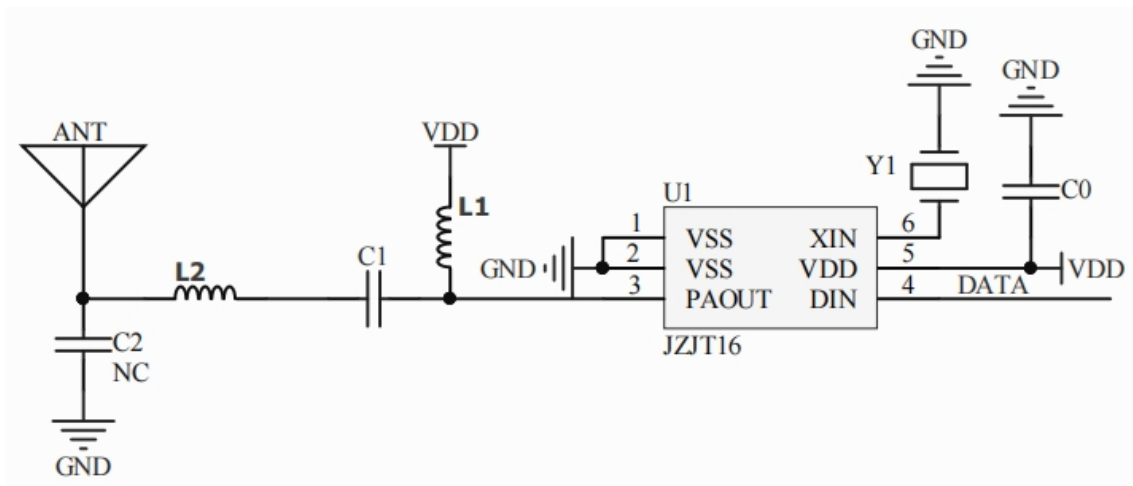 GND
GND
ANT
VDD
Y1
C0
L1
U1
1
VSS
XIN
6
L2
C1
GND
2
VSS
VDD
5
VDD
3
PAOUT
DIN
4
DATA
C2
NC
JZJT16
GND